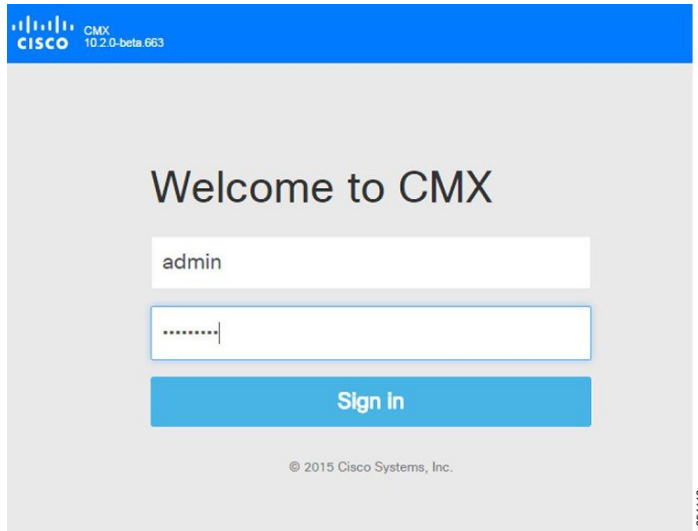 CISCO
CMX
10.2.0-beta.663
Welcome to CMX
admin
•••••••••
Sign in
© 2015 Cisco Systems, Inc.